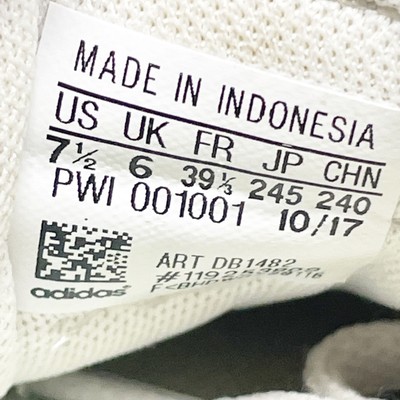 MADE IN INDONESIA
US UK FR JP CHN
7½ 6 39⅓ 245 240
PWI 001001 10/17
ART DB1482
adidas